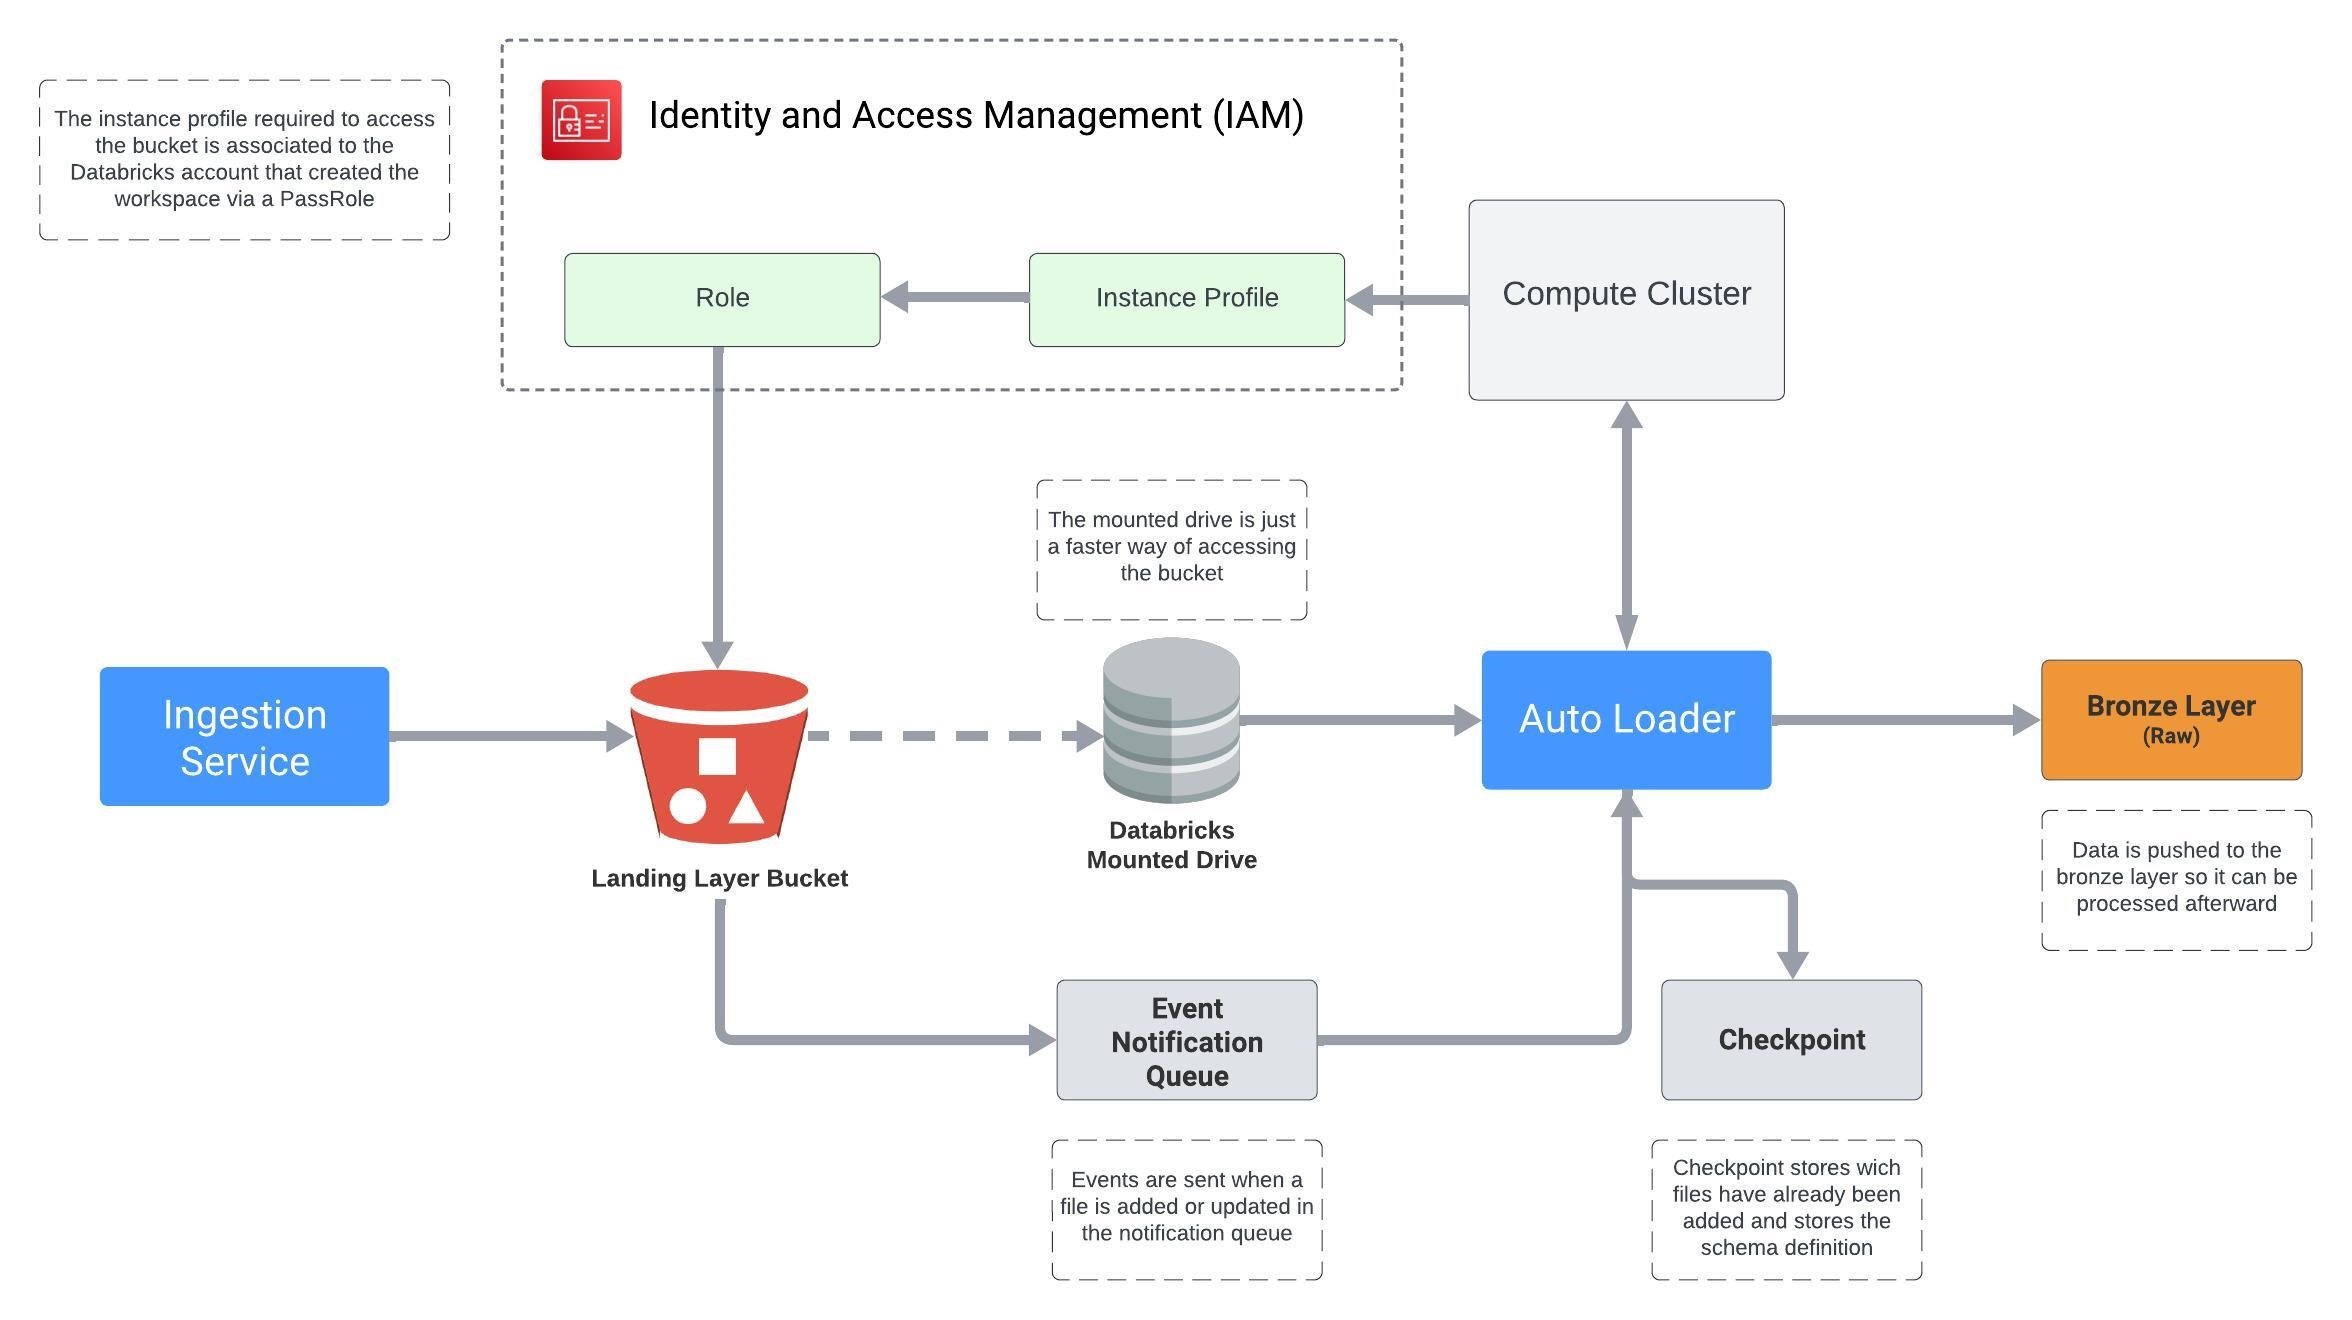 Identity and Access Management (IAM)
The instance profile required to access
the bucket is associated to the
Databricks account that created the
workspace via a PassRole
Role
Instance Profile
Compute Cluster
The mounted drive is just
a faster way of accessing
the bucket
Ingestion
Service
Landing Layer Bucket
Databricks
Mounted Drive
Auto Loader
Bronze Layer
(Raw)
Data is pushed to the
bronze layer so it can be
processed afterward
Event
Notification
Queue
Checkpoint
Events are sent when a
file is added or updated in
the notification queue
Checkpoint stores wich
files have already been
added and stores the
schema definition